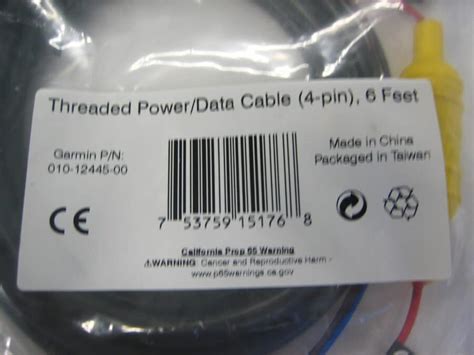 Threaded Power/Data Cable (4-pin), 6 Feet
Garmin P/N:
010-12445-00
Made in China
Packaged in Taiwan
7 53759 15176 8
CE
California Prop 65 Warning
⚠WARNING: Cancer and Reproductive Harm -
www.p65warnings.ca.gov